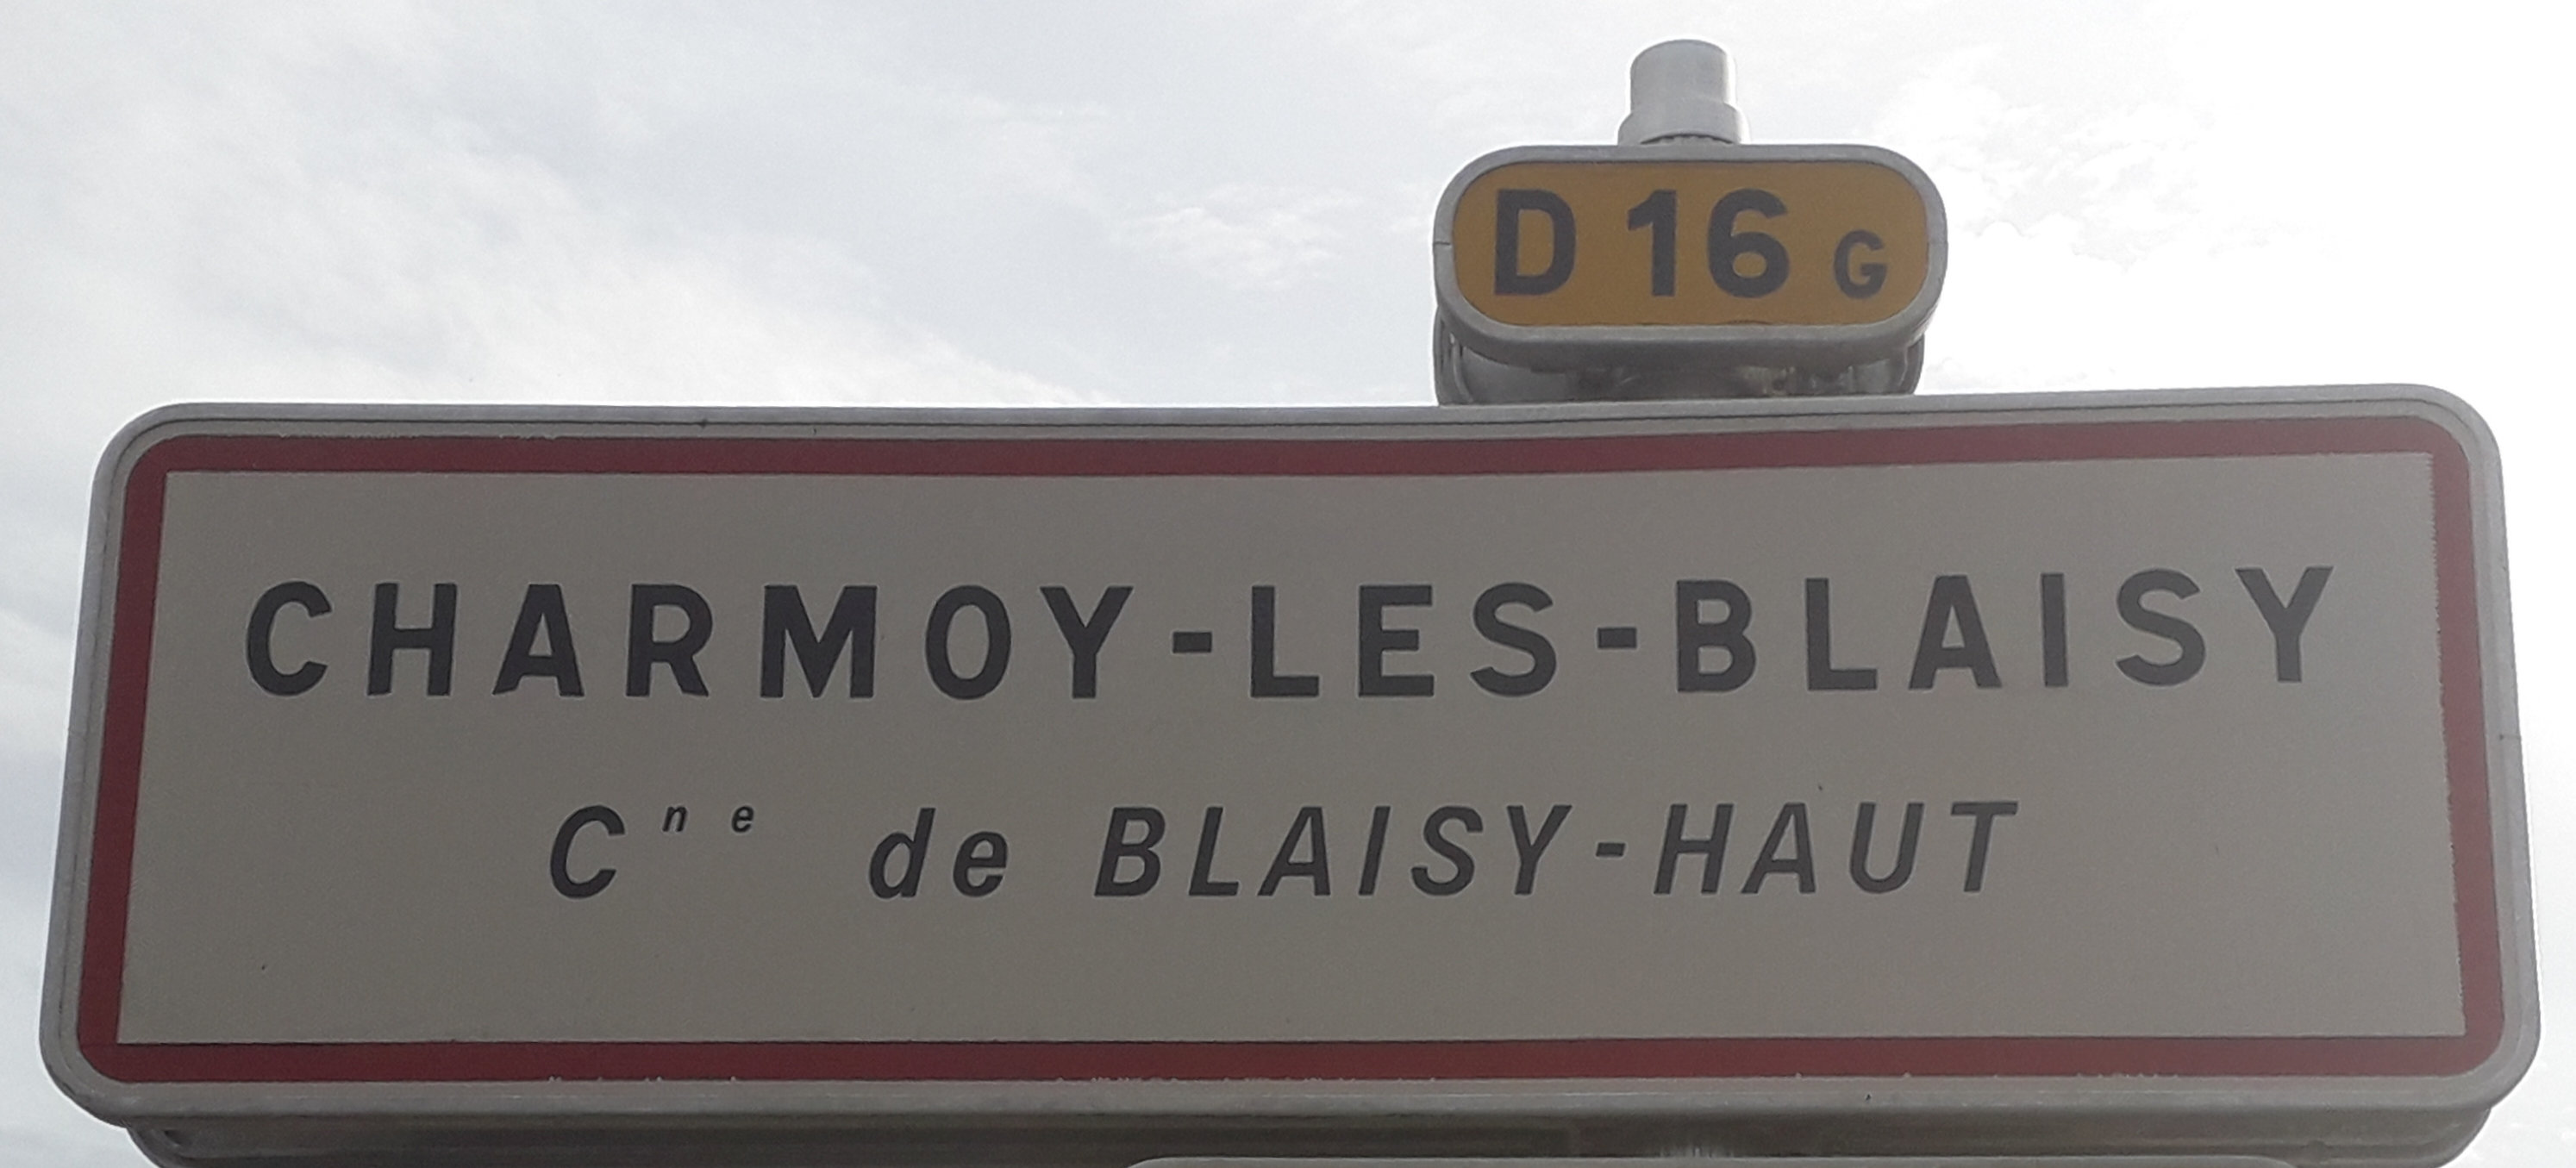 D 16 G
CHARMOY-LES-BLAISY
Cne de BLAISY-HAUT